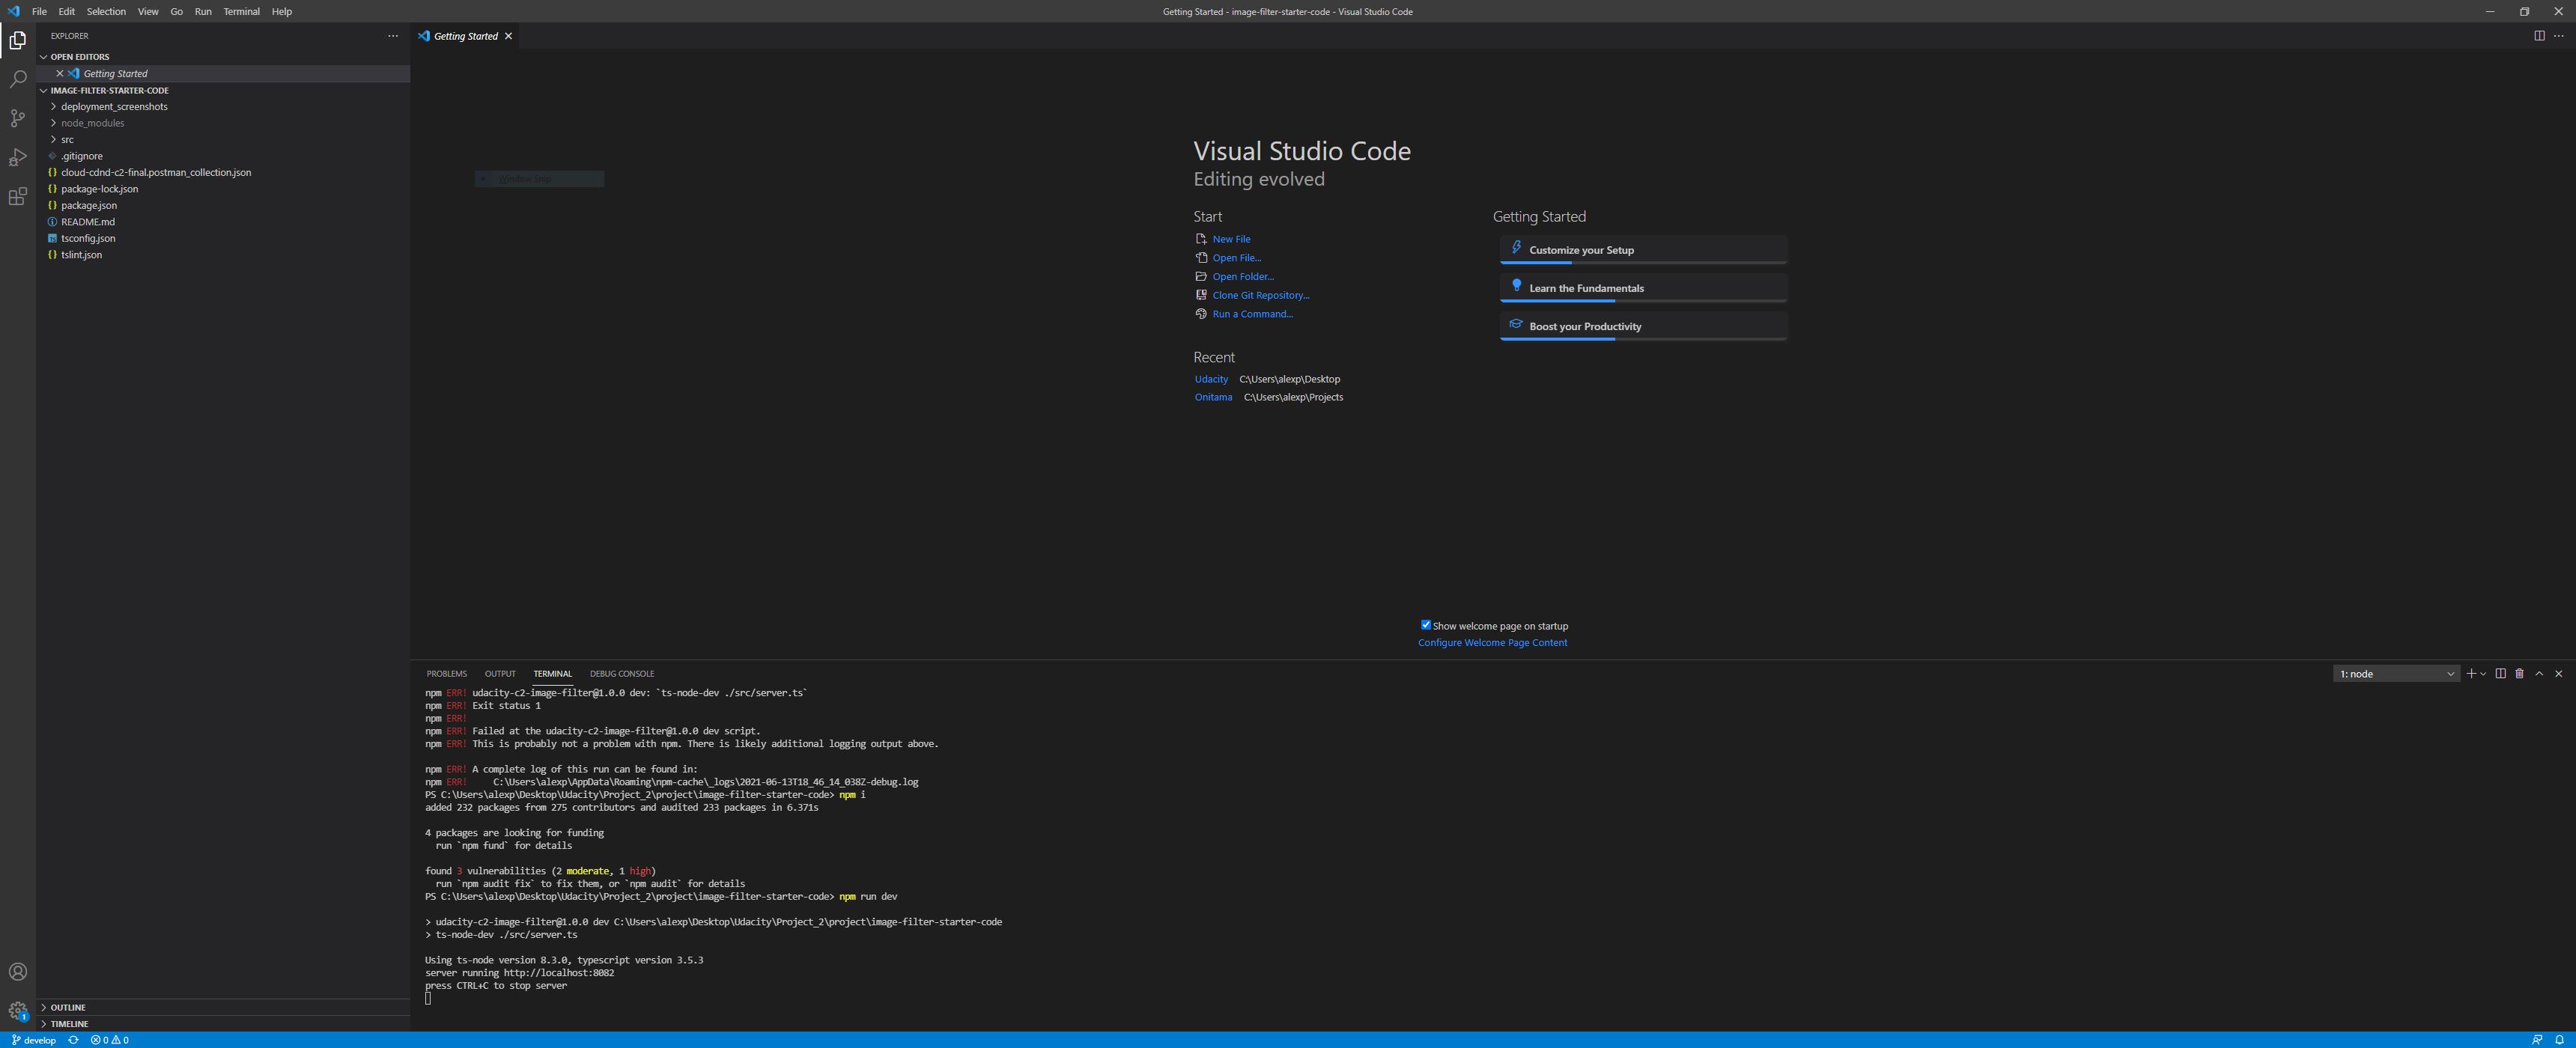 File Edit Selection View Go Run Terminal Help
Getting Started - image-filter-starter-code - Visual Studio Code
EXPLORER
OPEN EDITORS
Getting Started
IMAGE-FILTER-STARTER-CODE
deployment_screenshots
node_modules
src
.gitignore
cloud-cdnd-c2-final.postman_collection.json
package-lock.json
package.json
README.md
tsconfig.json
tslint.json
OUTLINE
TIMELINE
Getting Started
Visual Studio Code
Editing evolved
Start
New File
Open File...
Open Folder...
Clone Git Repository...
Run a Command...
Recent
Udacity C:\Users\alexp\Desktop
Onitama C:\Users\alexp\Projects
Getting Started
Customize your Setup
Learn the Fundamentals
Boost your Productivity
Show welcome page on startup
Configure Welcome Page Content
PROBLEMS OUTPUT TERMINAL DEBUG CONSOLE
1: node
npm ERR! udacity-c2-image-filter@1.0.0 dev: `ts-node-dev ./src/server.ts`
npm ERR! Exit status 1
npm ERR!
npm ERR! Failed at the udacity-c2-image-filter@1.0.0 dev script.
npm ERR! This is probably not a problem with npm. There is likely additional logging output above.
npm ERR! A complete log of this run can be found in:
npm ERR! C:\Users\alexp\AppData\Roaming\npm-cache\_logs\2021-06-13T18_46_14_038Z-debug.log
PS C:\Users\alexp\Desktop\Udacity\Project_2\project\image-filter-starter-code> npm i
added 232 packages from 275 contributors and audited 233 packages in 6.371s
4 packages are looking for funding
run `npm fund` for details
found 3 vulnerabilities (2 moderate, 1 high)
run `npm audit fix` to fix them, or `npm audit` for details
PS C:\Users\alexp\Desktop\Udacity\Project_2\project\image-filter-starter-code> npm run dev
> udacity-c2-image-filter@1.0.0 dev C:\Users\alexp\Desktop\Udacity\Project_2\project\image-filter-starter-code
> ts-node-dev ./src/server.ts
Using ts-node version 8.3.0, typescript version 3.5.3
server running http://localhost:8082
press CTRL+C to stop server
1
develop 0 0